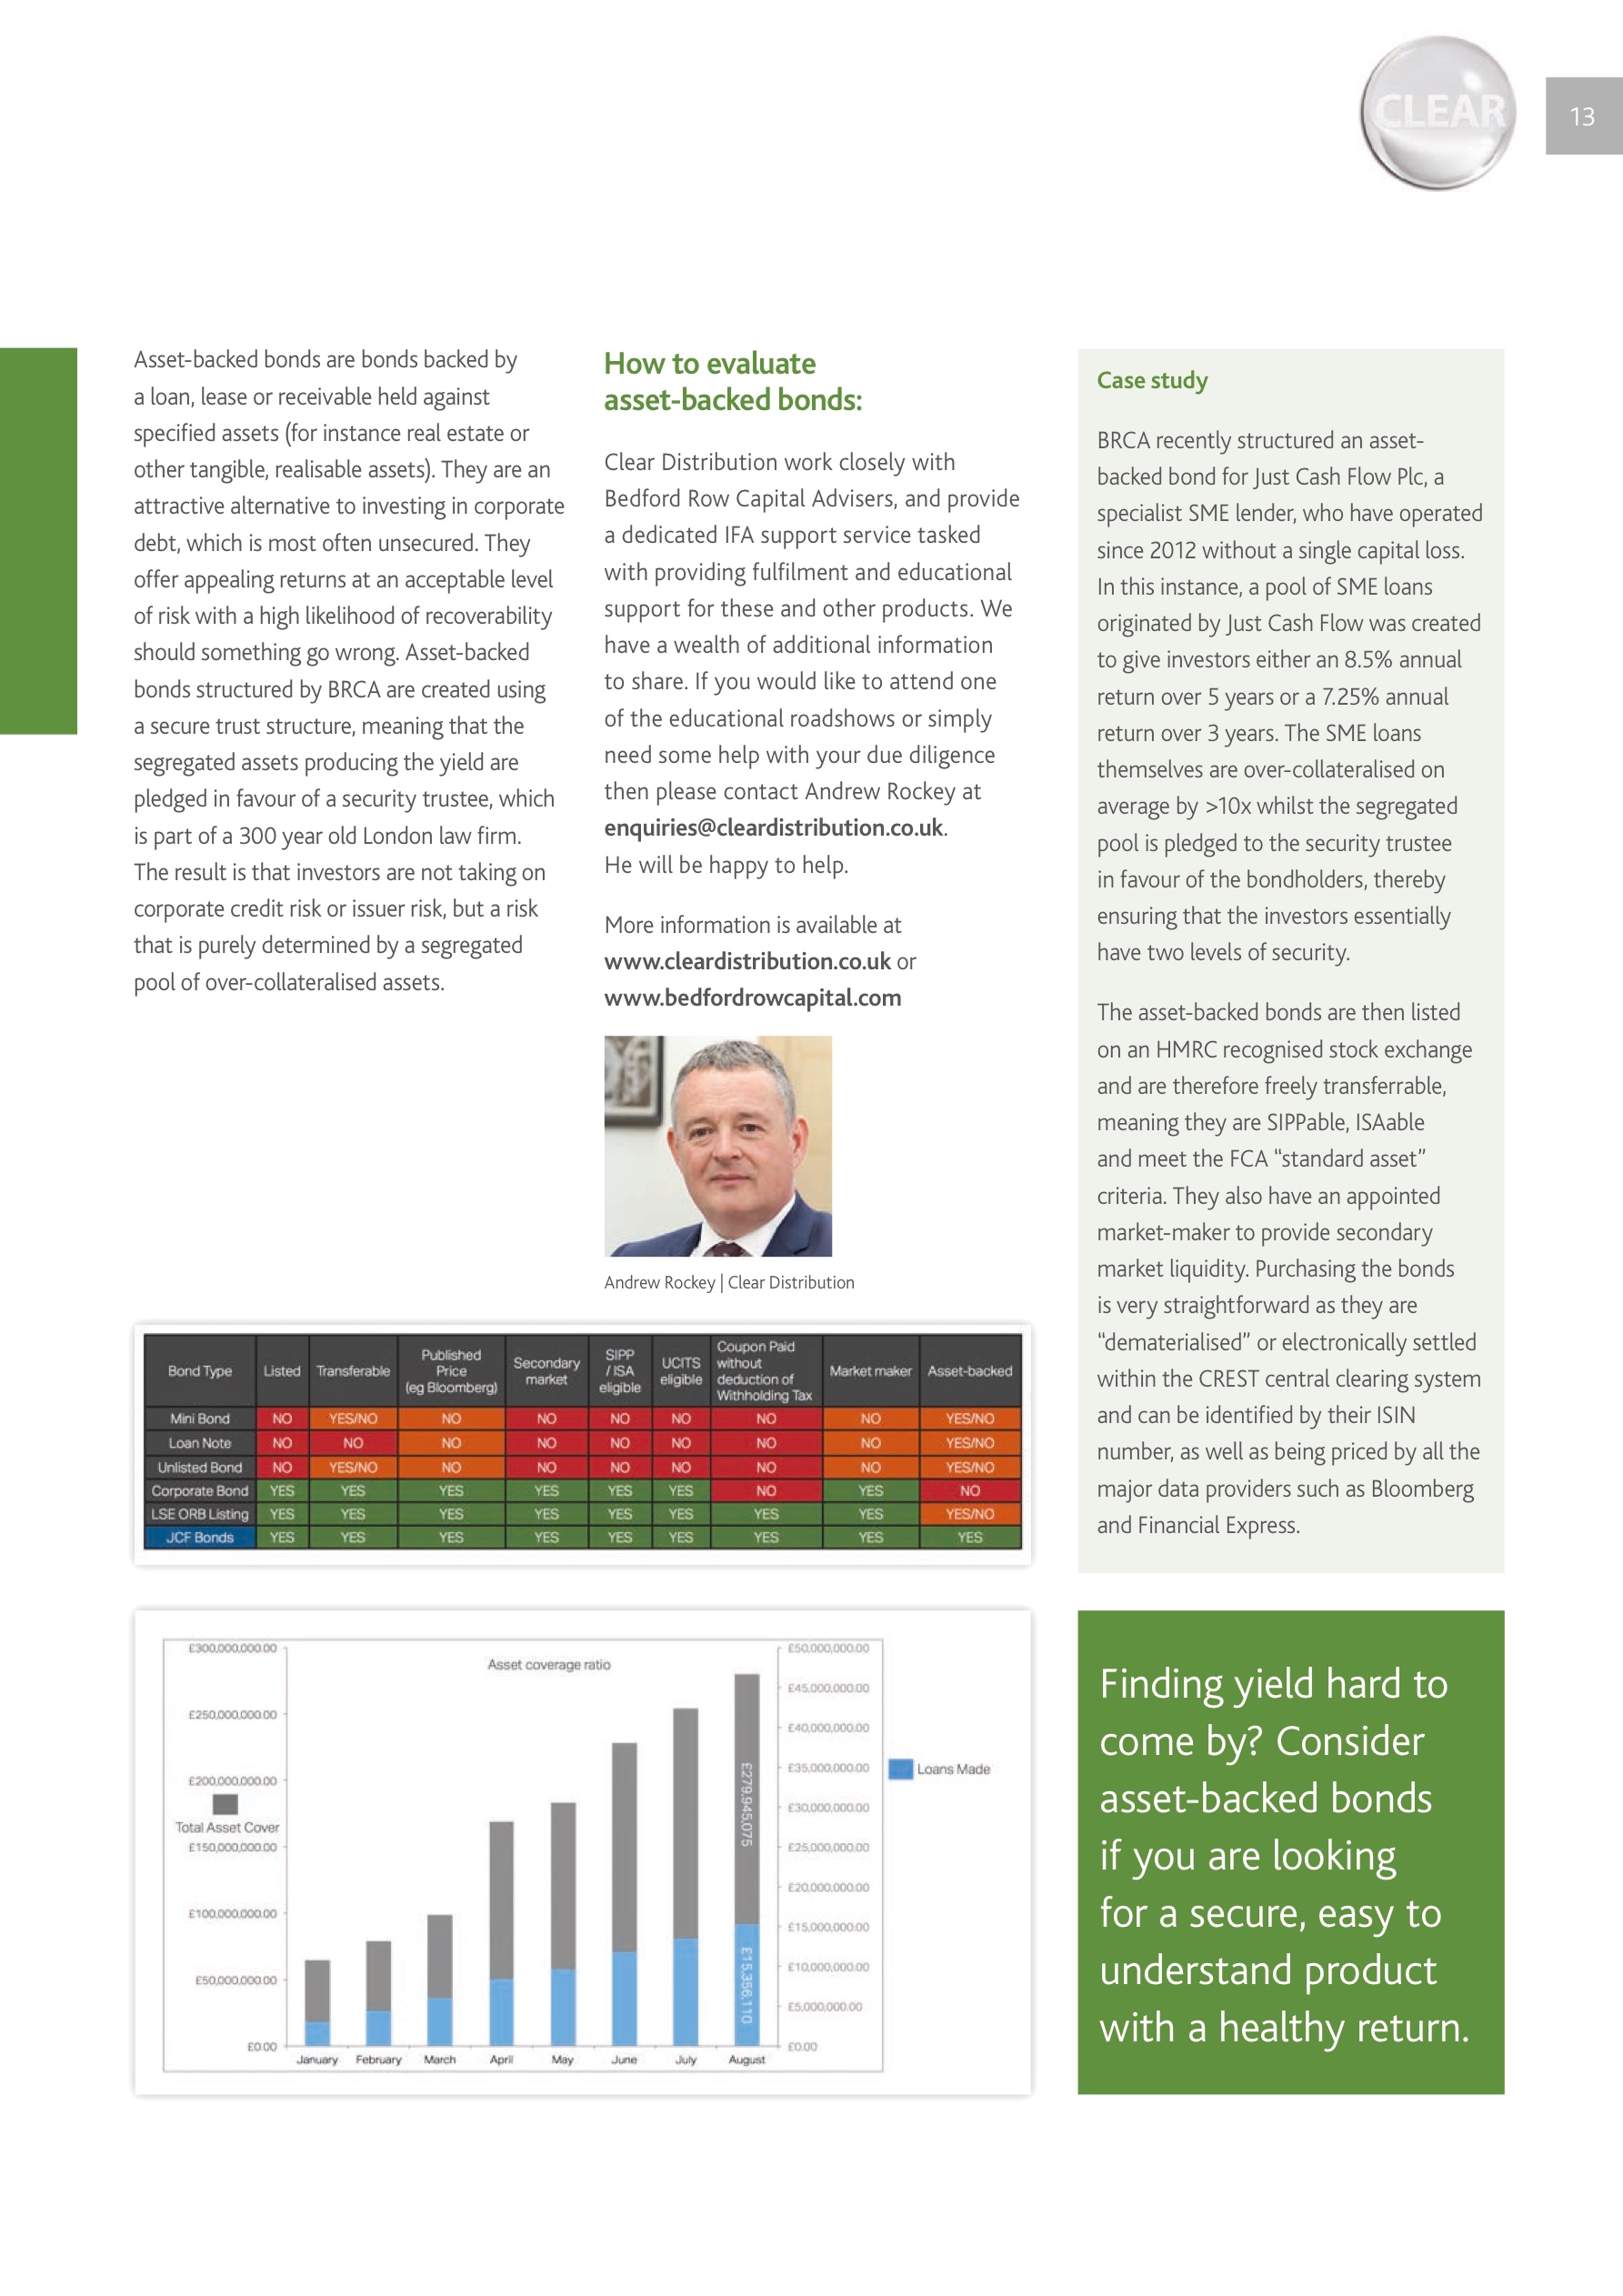 CLEAR
13
Asset-backed bonds are bonds backed by
a loan, lease or receivable held against
specified assets (for instance real estate or
other tangible, realisable assets). They are an
attractive alternative to investing in corporate
debt, which is most often unsecured. They
offer appealing returns at an acceptable level
of risk with a high likelihood of recoverability
should something go wrong. Asset-backed
bonds structured by BRCA are created using
a secure trust structure, meaning that the
segregated assets producing the yield are
pledged in favour of a security trustee, which
is part of a 300 year old London law firm.
The result is that investors are not taking on
corporate credit risk or issuer risk, but a risk
that is purely determined by a segregated
pool of over-collateralised assets.
How to evaluate
asset-backed bonds:
Clear Distribution work closely with
Bedford Row Capital Advisers, and provide
a dedicated IFA support service tasked
with providing fulfilment and educational
support for these and other products. We
have a wealth of additional information
to share. If you would like to attend one
of the educational roadshows or simply
need some help with your due diligence
then please contact Andrew Rockey at
enquiries@cleardistribution.co.uk.
He will be happy to help.
More information is available at
www.cleardistribution.co.uk or
www.bedfordrowcapital.com
Andrew Rockey | Clear Distribution
Case study
BRCA recently structured an asset-
backed bond for Just Cash Flow Plc, a
specialist SME lender, who have operated
since 2012 without a single capital loss.
In this instance, a pool of SME loans
originated by Just Cash Flow was created
to give investors either an 8.5% annual
return over 5 years or a 7.25% annual
return over 3 years. The SME loans
themselves are over-collateralised on
average by >10x whilst the segregated
pool is pledged to the security trustee
in favour of the bondholders, thereby
ensuring that the investors essentially
have two levels of security.
The asset-backed bonds are then listed
on an HMRC recognised stock exchange
and are therefore freely transferrable,
meaning they are SIPPable, ISAable
and meet the FCA “standard asset”
criteria. They also have an appointed
market-maker to provide secondary
market liquidity. Purchasing the bonds
is very straightforward as they are
“dematerialised” or electronically settled
within the CREST central clearing system
and can be identified by their ISIN
number, as well as being priced by all the
major data providers such as Bloomberg
and Financial Express.
Bond Type Listed Transferable Published Price (eg Bloomberg) Secondary market SIPP / ISA eligible UCITS eligible Coupon Paid without deduction of Withholding Tax Market maker Asset-backed
Mini Bond NO YES/NO NO NO NO NO NO NO YES/NO
Loan Note NO NO NO NO NO NO NO NO YES/NO
Unlisted Bond NO YES/NO NO NO NO NO NO NO YES/NO
Corporate Bond YES YES YES YES YES YES NO YES NO
LSE ORB Listing YES YES YES YES YES YES YES YES YES/NO
JCF Bonds YES YES YES YES YES YES YES YES YES
Asset coverage ratio
£300,000,000.00
£250,000,000.00
£200,000,000.00
Total Asset Cover
£150,000,000.00
£100,000,000.00
£50,000,000.00
£0.00
£279,945,075
£15,356,110
£50,000,000.00
£45,000,000.00
£40,000,000.00
£35,000,000.00
£30,000,000.00
£25,000,000.00
£20,000,000.00
£15,000,000.00
£10,000,000.00
£5,000,000.00
£0.00
Loans Made
January February March April May June July August
Finding yield hard to
come by? Consider
asset-backed bonds
if you are looking
for a secure, easy to
understand product
with a healthy return.